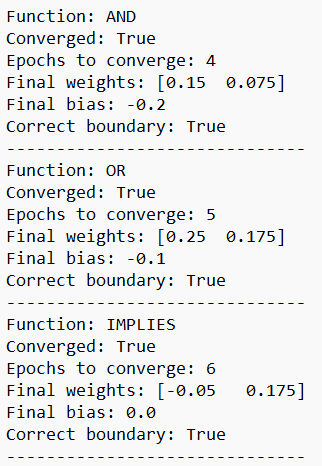 Function: AND
Converged: True
Epochs to converge: 4
Final weights: [0.15  0.075]
Final bias: -0.2
Correct boundary: True
------------------------------
Function: OR
Converged: True
Epochs to converge: 5
Final weights: [0.25  0.175]
Final bias: -0.1
Correct boundary: True
------------------------------
Function: IMPLIES
Converged: True
Epochs to converge: 6
Final weights: [-0.05   0.175]
Final bias: 0.0
Correct boundary: True
------------------------------